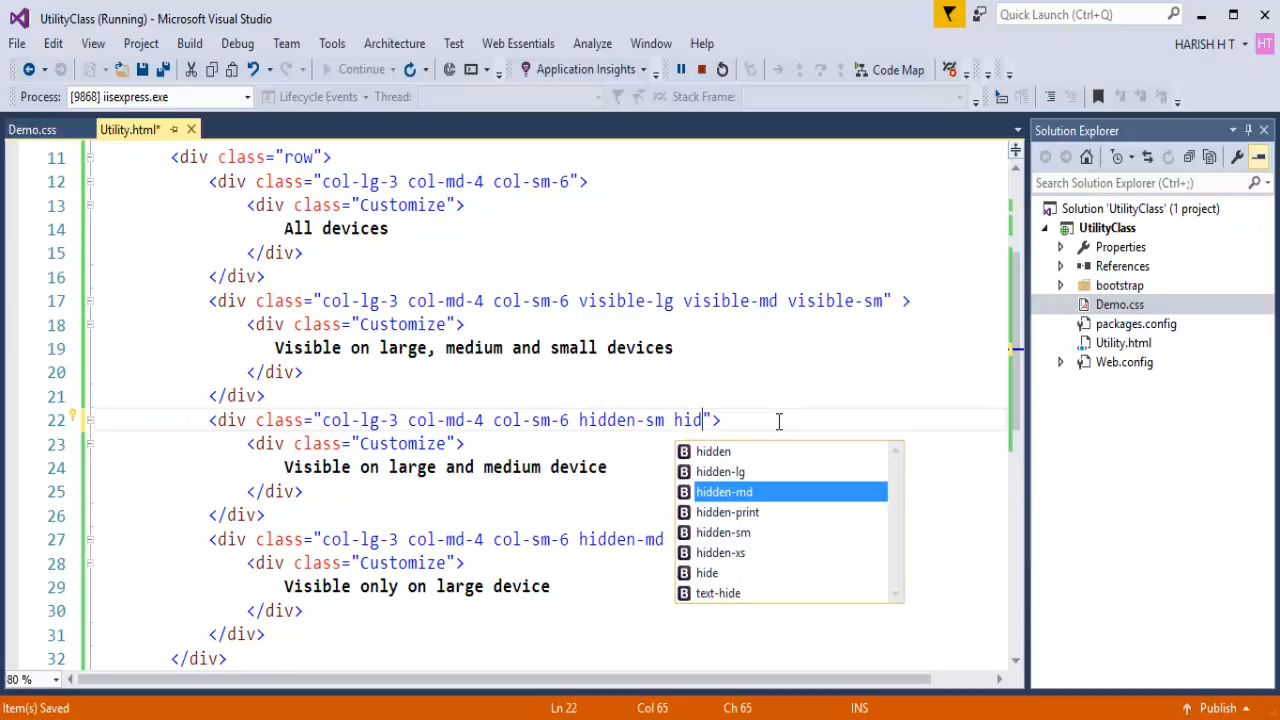 UtilityClass (Running) - Microsoft Visual Studio
Quick Launch (Ctrl+Q)
File Edit View Project Build Debug Team Tools Architecture Test Web Essentials Analyze Window Help
HARISH H T HT
Continue Application Insights Code Map
Process: [9868] iisexpress.exe Lifecycle Events Thread: Stack Frame:
Demo.css Utility.html*
11 <div class="row">
12 <div class="col-lg-3 col-md-4 col-sm-6">
13 <div class="Customize">
14 All devices
15 </div>
16 </div>
17 <div class="col-lg-3 col-md-4 col-sm-6 visible-lg visible-md visible-sm" >
18 <div class="Customize">
19 Visible on large, medium and small devices
20 </div>
21 </div>
22 <div class="col-lg-3 col-md-4 col-sm-6 hidden-sm hid">
23 <div class="Customize">
24 Visible on large and medium device
25 </div>
26 </div>
27 <div class="col-lg-3 col-md-4 col-sm-6 hidden-md
28 <div class="Customize">
29 Visible only on large device
30 </div>
31 </div>
32 </div>
hidden
hidden-lg
hidden-md
hidden-print
hidden-sm
hidden-xs
hide
text-hide
80 %
Solution Explorer
Search Solution Explorer (Ctrl+;)
Solution 'UtilityClass' (1 project)
UtilityClass
Properties
References
bootstrap
Demo.css
packages.config
Utility.html
Web.config
Item(s) Saved Ln 22 Col 65 Ch 65 INS Publish